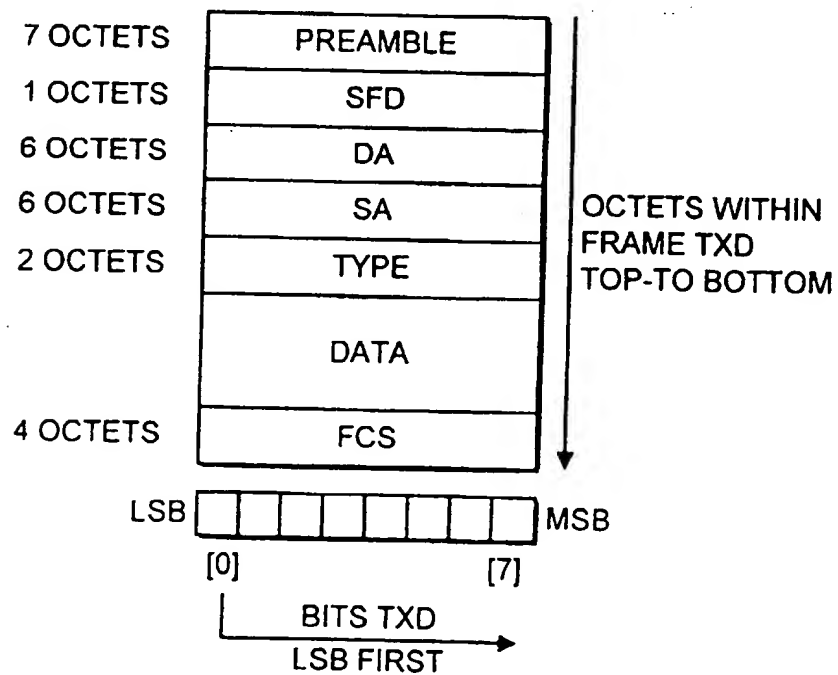 7 OCTETS PREAMBLE
1 OCTETS SFD
6 OCTETS DA
6 OCTETS SA
2 OCTETS TYPE
DATA
OCTETS WITHIN
FRAME TXD
TOP-TO BOTTOM
4 OCTETS FCS
LSB MSB
[0] [7]
BITS TXD
LSB FIRST